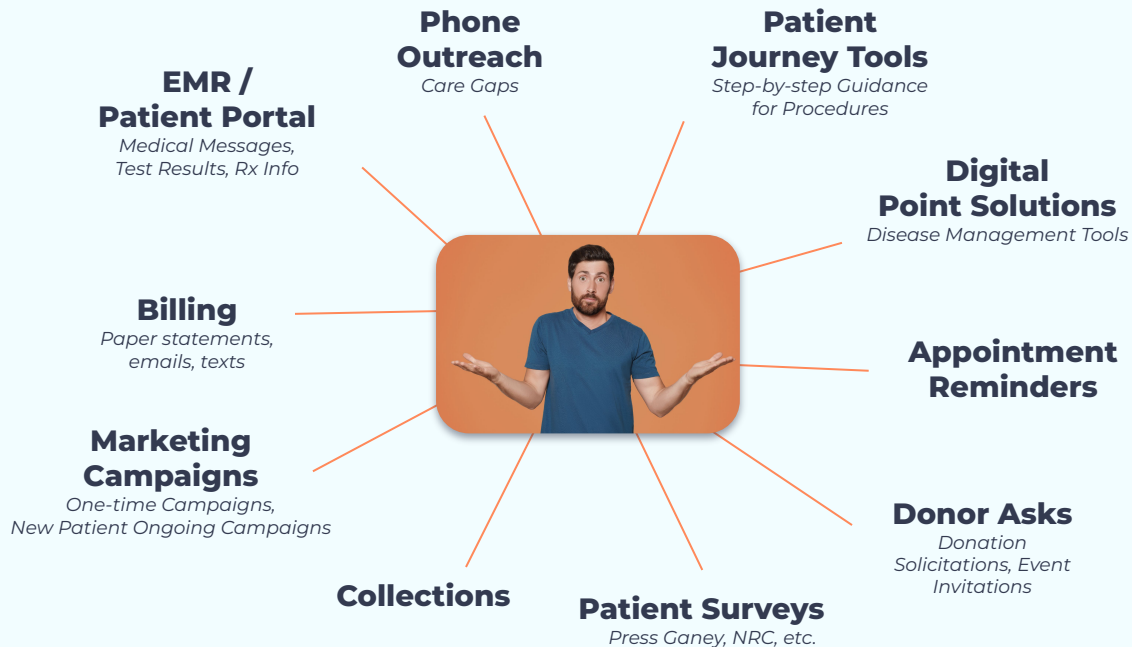 Phone
Outreach
Care Gaps
Patient
Journey Tools
Step-by-step Guidance
for Procedures
EMR /
Patient Portal
Medical Messages,
Test Results, Rx Info
Digital
Point Solutions
Disease Management Tools
Billing
Paper statements,
emails, texts
Appointment
Reminders
Marketing
Campaigns
One-time Campaigns,
New Patient Ongoing Campaigns
Donor Asks
Donation
Solicitations, Event
Invitations
Collections
Patient Surveys
Press Ganey, NRC, etc.